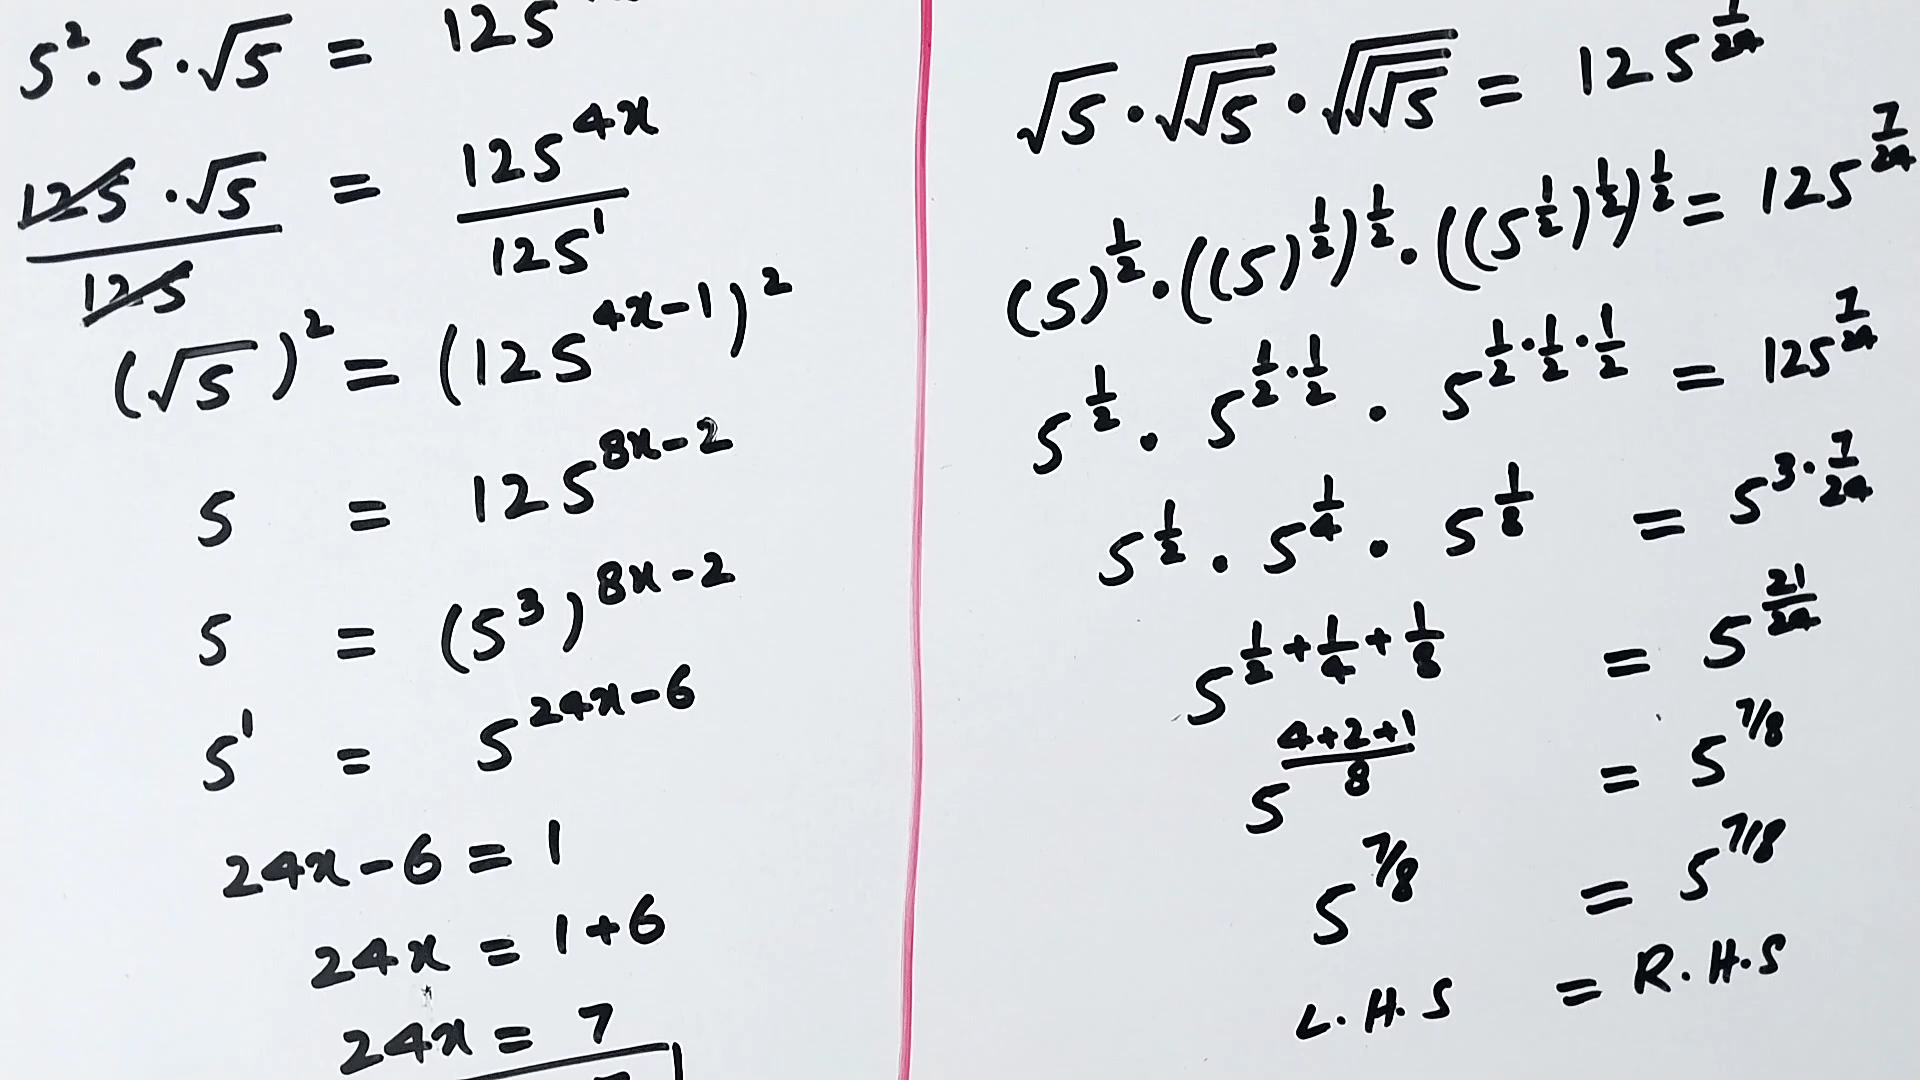 5² · 5 · √5 = 125
125 · √5 / 125 = 125^(4x) / 125¹
(√5)² = (125^(4x-1))²
5 = 125^(8x-2)
5 = (5³)^(8x-2)
5¹ = 5^(24x-6)
24x - 6 = 1
24x = 1 + 6
24x = 7
√5 · √√5 · √√√5 = 125^(7/24)
(5)^(1/2) · ((5)^(1/2))^(1/2) · ((5^(1/2))^(1/2))^(1/2) = 125^(7/24)
5^(1/2) · 5^(1/2 · 1/2) · 5^(1/2 · 1/2 · 1/2) = 125^(7/24)
5^(1/2) · 5^(1/4) · 5^(1/8) = 5^(3 · 7/24)
5^(1/2 + 1/4 + 1/8) = 5^(21/24)
5^((4+2+1)/8) = 5^(7/8)
5^(7/8) = 5^(7/8)
L.H.S = R.H.S